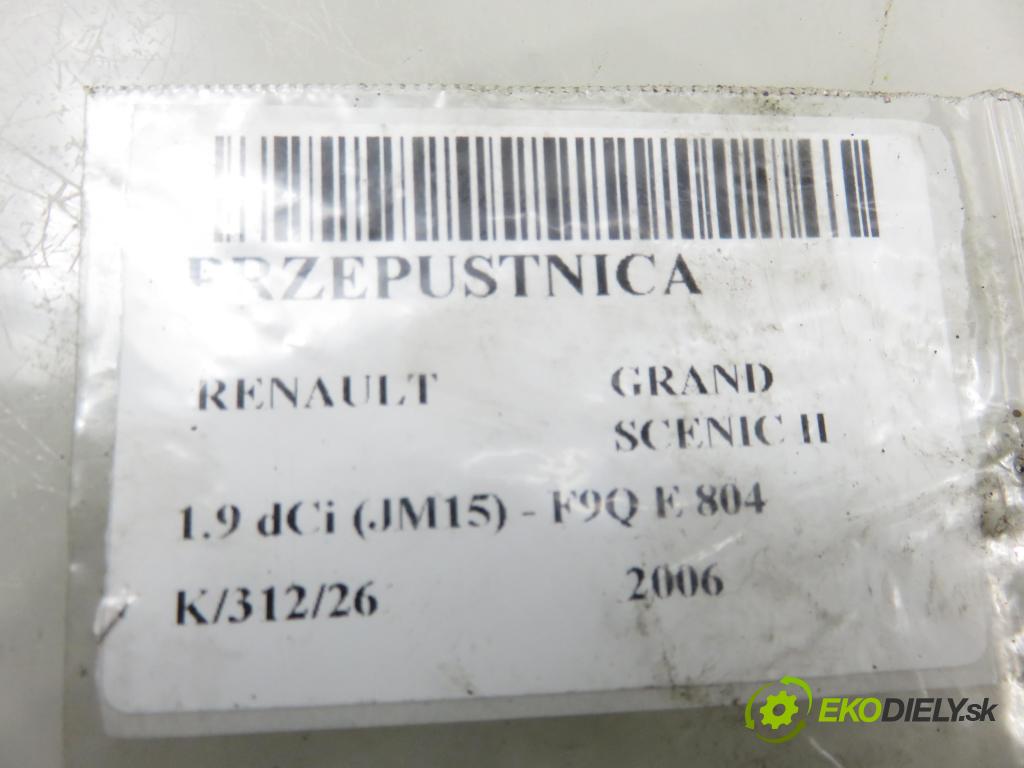 PRZEPUSTNICA
RENAULT GRAND
SCENIC II
1.9 dCi (JM15) - F9Q E 804
K/312/26 2006
EKODIELY.sk